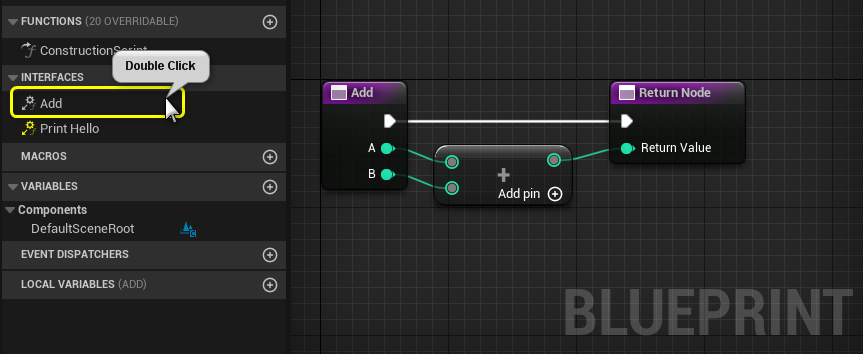 FUNCTIONS (20 OVERRIDABLE)
ConstructionScript
Double Click
INTERFACES
Add
Print Hello
MACROS
VARIABLES
Components
DefaultSceneRoot
EVENT DISPATCHERS
LOCAL VARIABLES (ADD)
Add
A
B
Add pin
Return Node
Return Value
BLUEPRINT